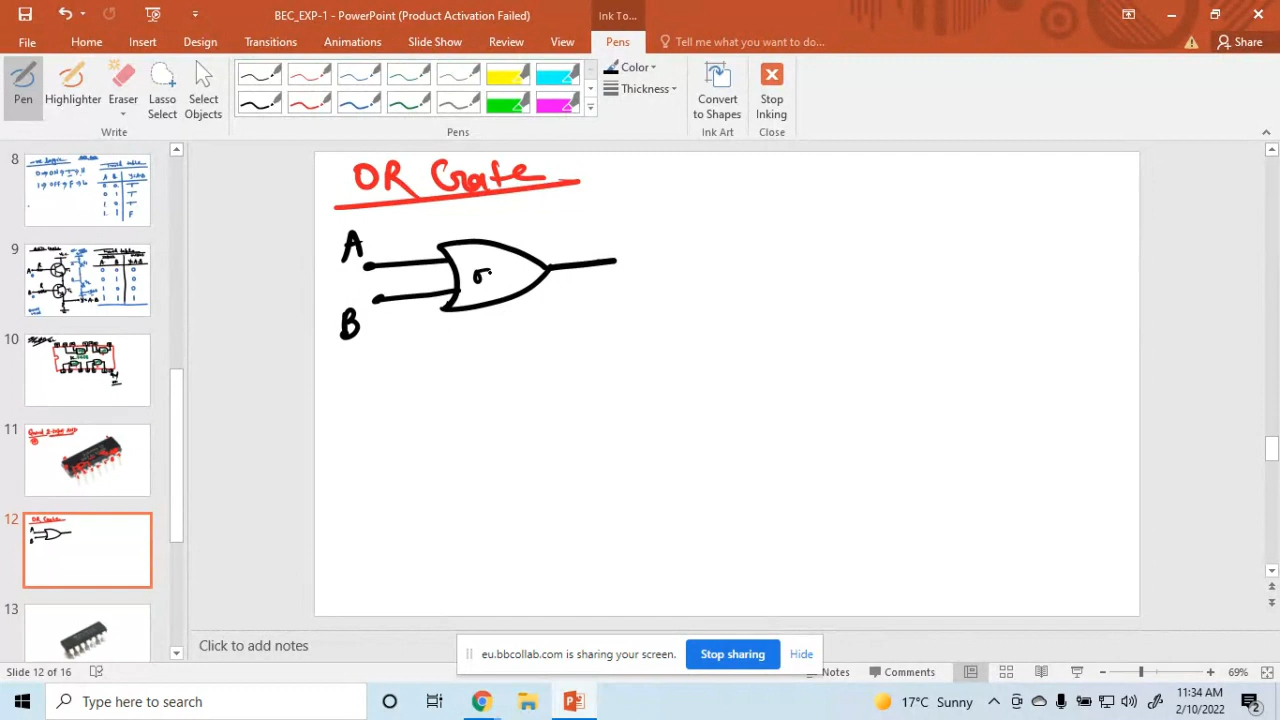 BEC_EXP-1 - PowerPoint (Product Activation Failed)
Ink To...
File Home Insert Design Transitions Animations Slide Show Review View Pens Tell me what you want to do... Share
Pen
Highlighter
Eraser
Lasso Select
Select Objects
Color
Thickness
Convert to Shapes
Stop Inking
Write
Pens
Ink Art
Close
8
9
10
11
12
13
OR Gate
A
B
Click to add notes
eu.bbcollab.com is sharing your screen. Stop sharing Hide
Slide 12 of 16
Notes Comments 69%
Type here to search
17°C Sunny
11:34 AM
2/10/2022
2